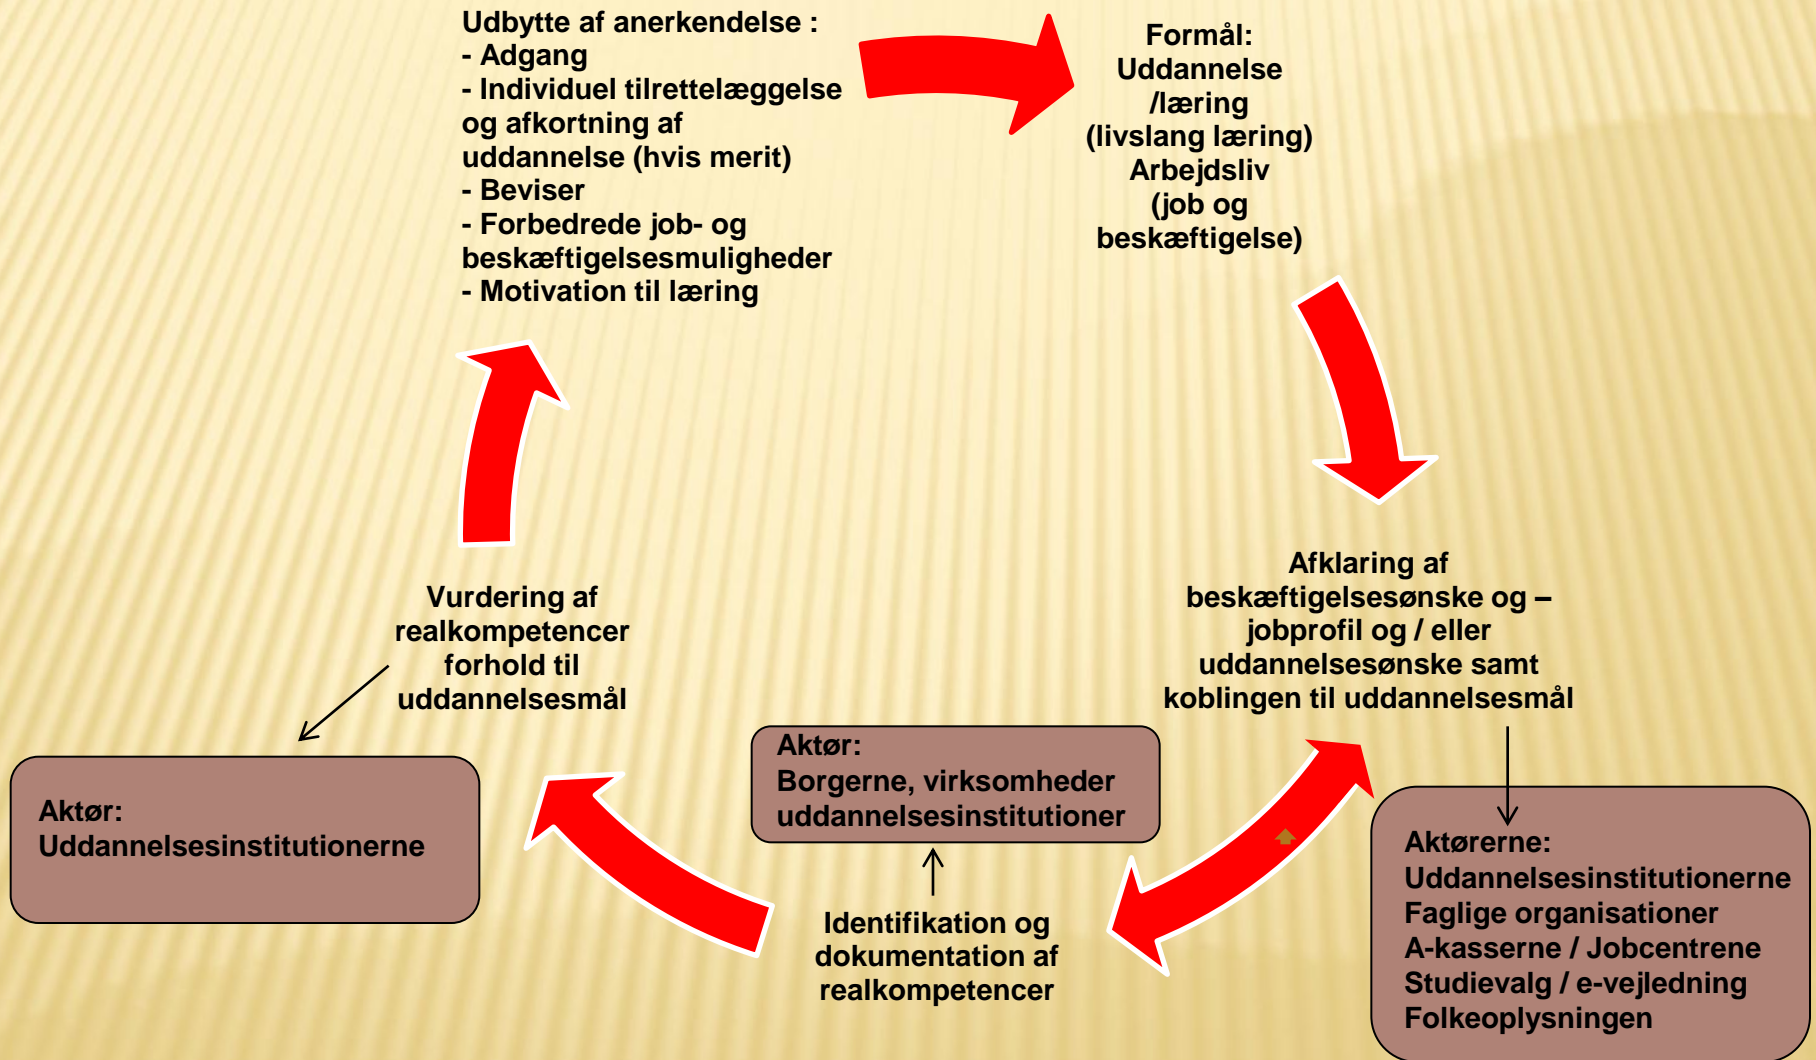 Udbytte af anerkendelse :
- Adgang
- Individuel tilrettelæggelse
og afkortning af
uddannelse (hvis merit)
- Beviser
- Forbedrede job- og
beskæftigelsesmuligheder
- Motivation til læring
Formål:
Uddannelse
/læring
(livslang læring)
Arbejdsliv
(job og
beskæftigelse)
Afklaring af
beskæftigelsesønske og –
jobprofil og / eller
uddannelsesønske samt
koblingen til uddannelsesmål
Aktørerne:
Uddannelsesinstitutionerne
Faglige organisationer
A-kasserne / Jobcentrene
Studievalg / e-vejledning
Folkeoplysningen
Aktør:
Borgerne, virksomheder
uddannelsesinstitutioner
Identifikation og
dokumentation af
realkompetencer
Vurdering af
realkompetencer
forhold til
uddannelsesmål
Aktør:
Uddannelsesinstitutionerne